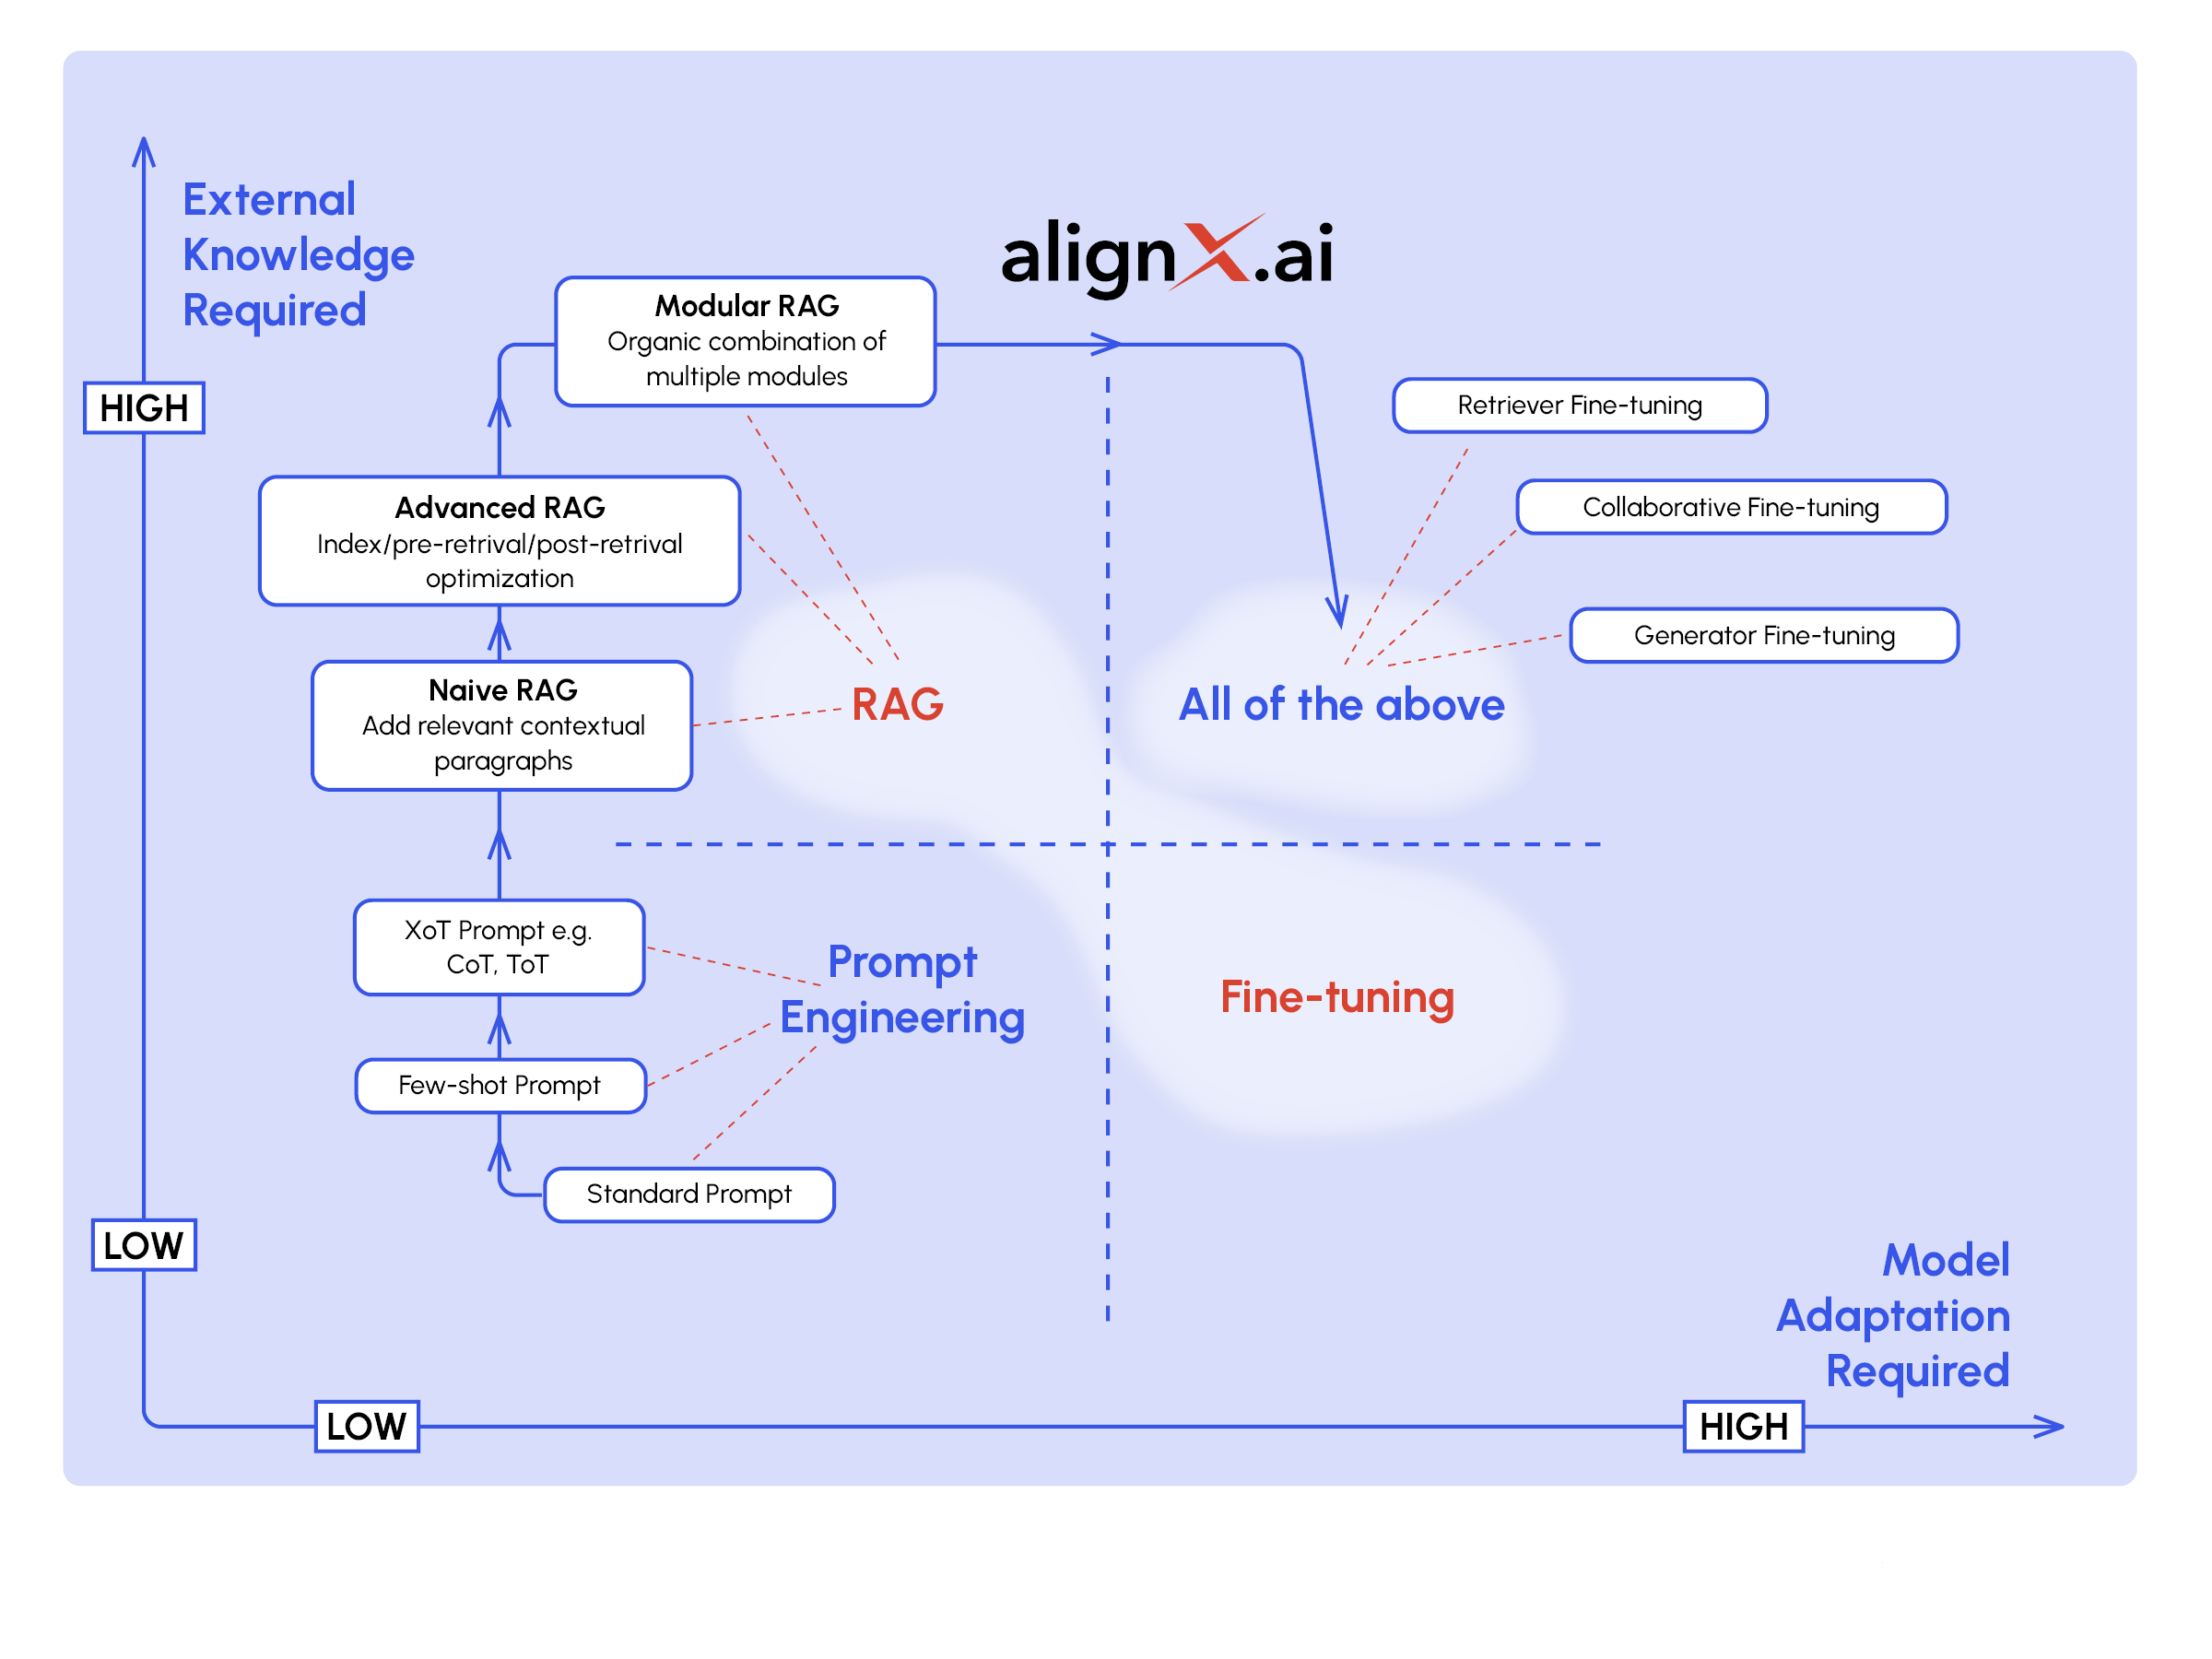 External
Knowledge
Required
alignX.ai
Modular RAG
Organic combination of
multiple modules
HIGH
Retriever Fine-tuning
Advanced RAG
Index/pre-retrival/post-retrival
optimization
Collaborative Fine-tuning
Generator Fine-tuning
Naive RAG
Add relevant contextual
paragraphs
RAG
All of the above
XoT Prompt e.g.
CoT, ToT
Prompt
Engineering
Fine-tuning
Few-shot Prompt
Standard Prompt
LOW
Model
Adaptation
Required
LOW
HIGH